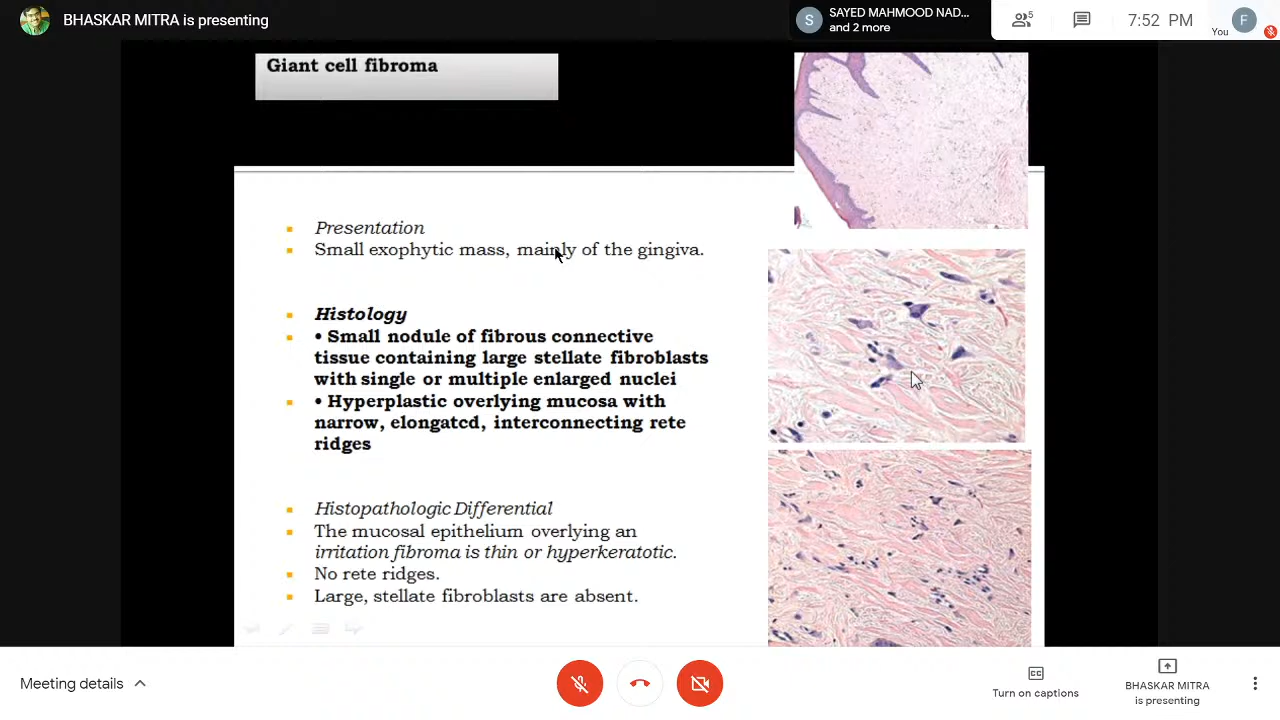 BHASKAR MITRA is presenting
S
SAYED MAHMOOD NAD...
and 2 more
5
7:52 PM
You
F
Giant cell fibroma
Presentation
Small exophytic mass, mainly of the gingiva.
Histology
• Small nodule of fibrous connective
tissue containing large stellate fibroblasts
with single or multiple enlarged nuclei
• Hyperplastic overlying mucosa with
narrow, elongatcd, interconnecting rete
ridges
Histopathologic Differential
The mucosal epithelium overlying an
irritation fibroma is thin or hyperkeratotic.
No rete ridges.
Large, stellate fibroblasts are absent.
Meeting details
CC
Turn on captions
BHASKAR MITRA
is presenting